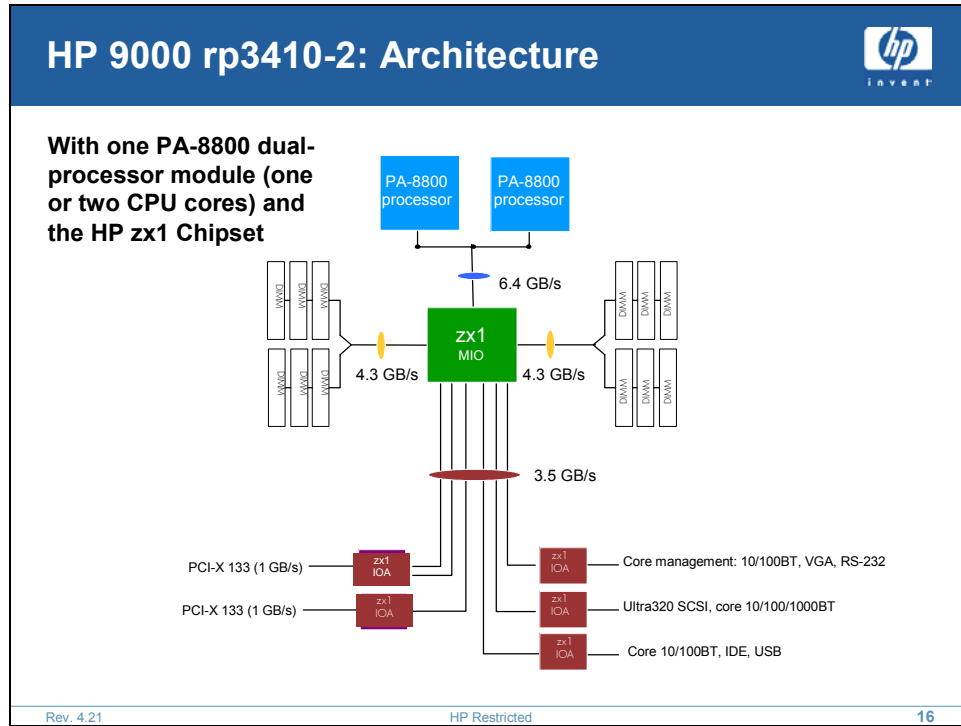 HP 9000 rp3410-2: Architecture
hp
invent
With one PA-8800 dual-
processor module (one
or two CPU cores) and
the HP zx1 Chipset
PA-8800
processor
PA-8800
processor
6.4 GB/s
DIMM DIMM DIMM
DIMM DIMM DIMM
DIMM DIMM DIMM
DIMM DIMM DIMM
zx1
MIO
4.3 GB/s
4.3 GB/s
3.5 GB/s
PCI-X 133 (1 GB/s)
zx1
IOA
PCI-X 133 (1 GB/s)
zx1
IOA
zx1
IOA
Core management: 10/100BT, VGA, RS-232
zx1
IOA
Ultra320 SCSI, core 10/100/1000BT
zx1
IOA
Core 10/100BT, IDE, USB
Rev. 4.21
HP Restricted
16